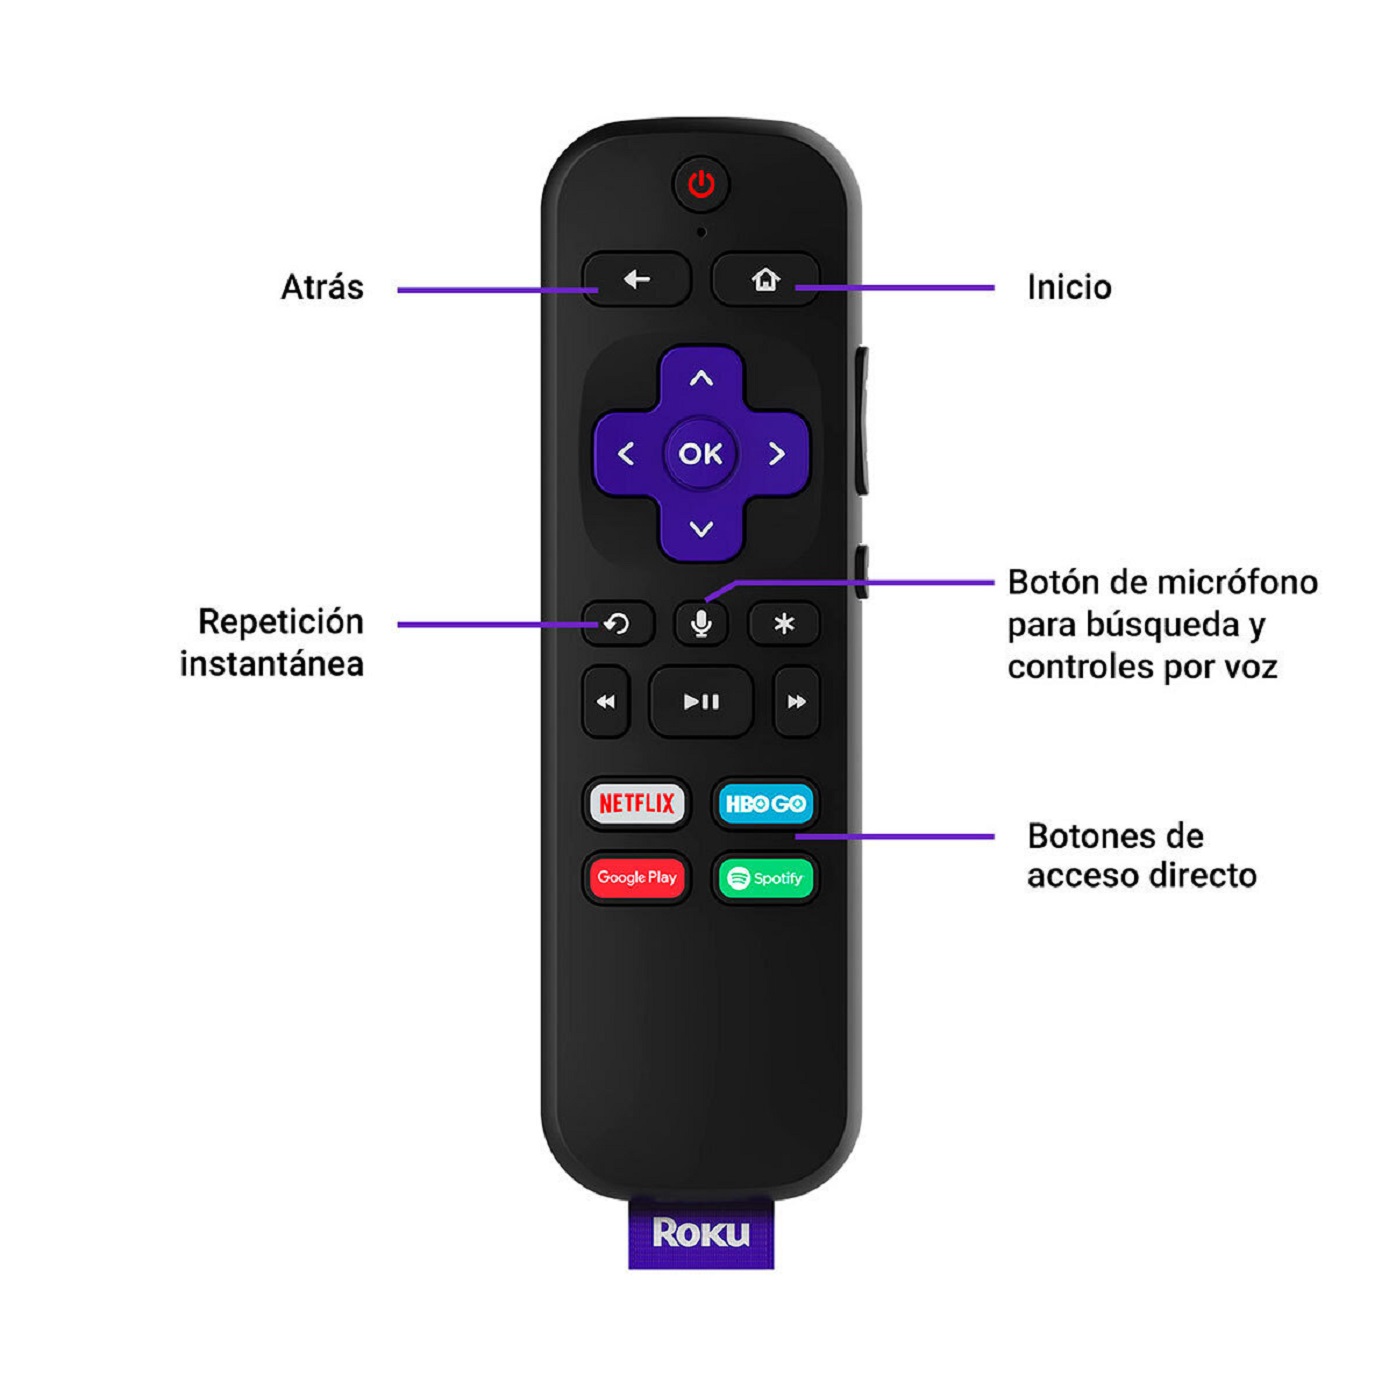 Atrás
Inicio
OK
Botón de micrófono
para búsqueda y
controles por voz
Repetición
instantánea
NETFLIX
HBO GO
Botones de
acceso directo
Google Play
Spotify
ROKU